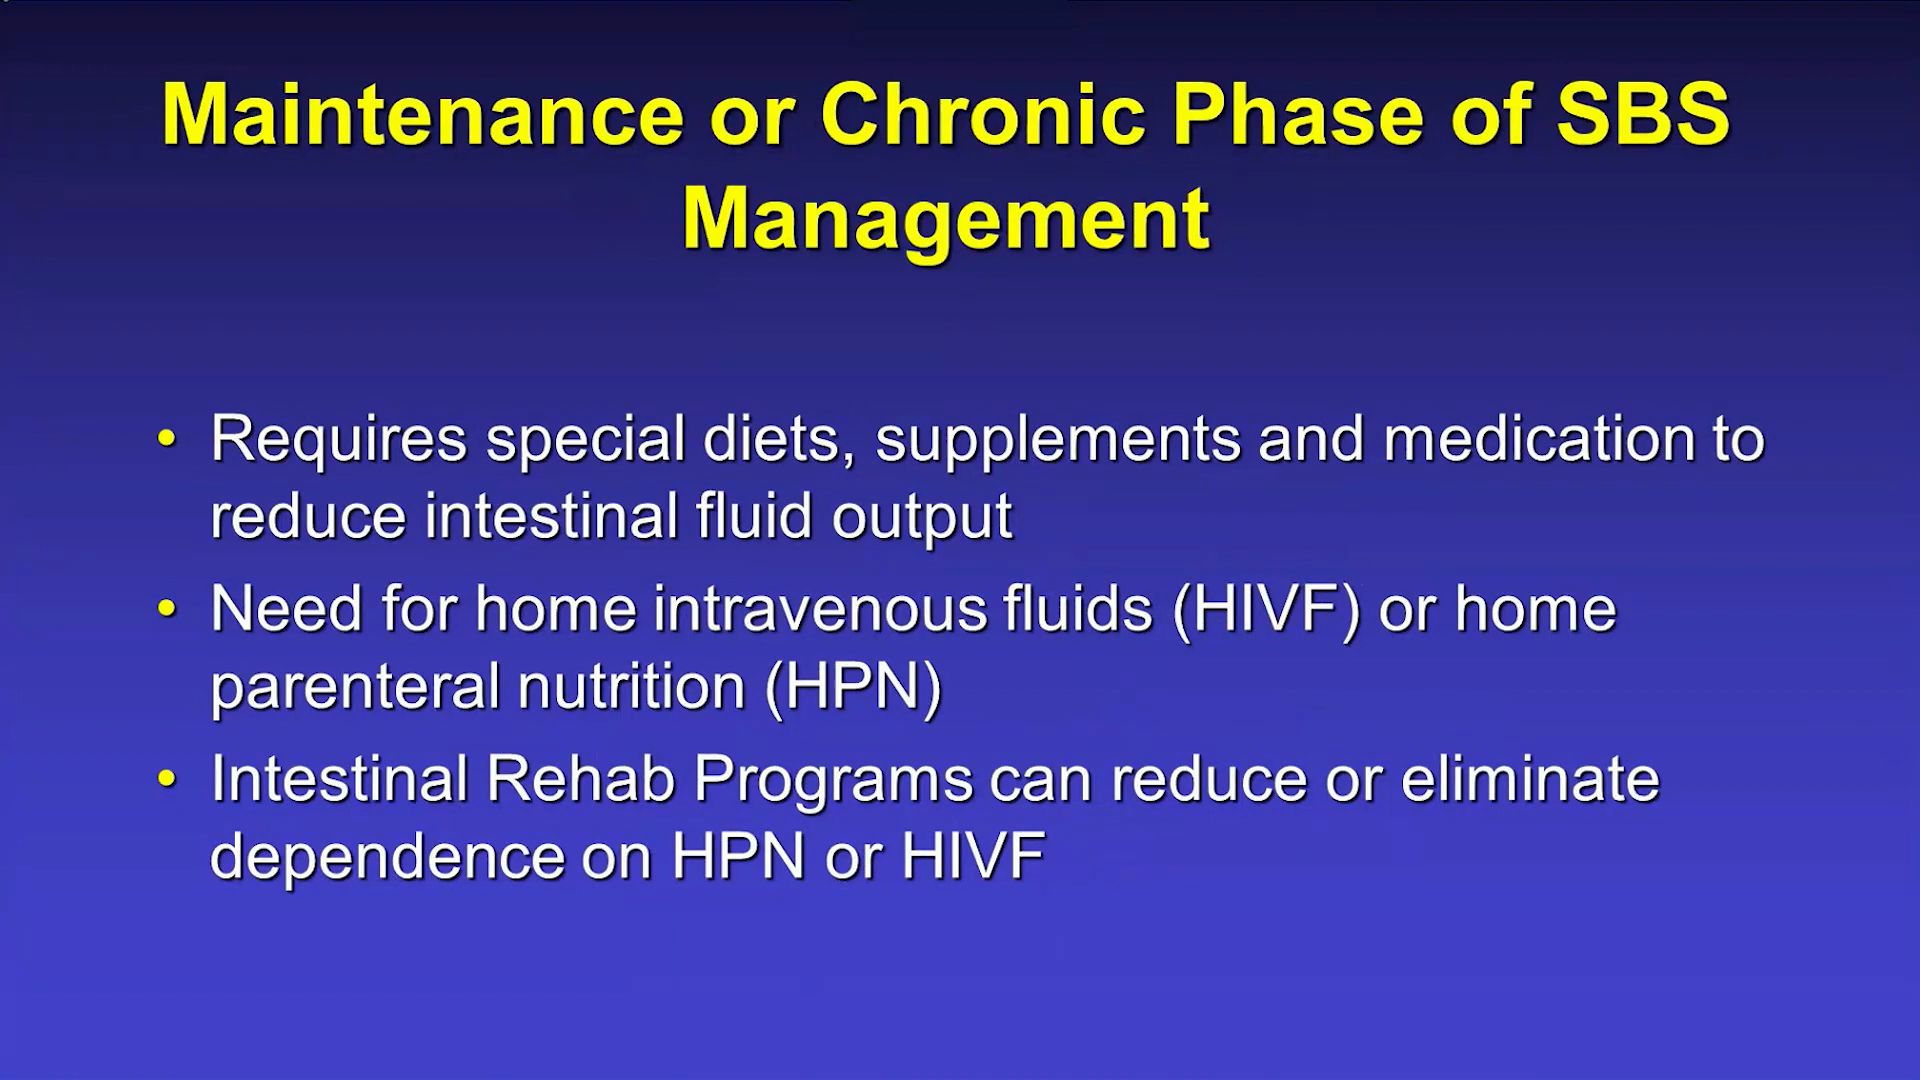 Maintenance or Chronic Phase of SBS
Management
• Requires special diets, supplements and medication to
reduce intestinal fluid output
• Need for home intravenous fluids (HIVF) or home
parenteral nutrition (HPN)
• Intestinal Rehab Programs can reduce or eliminate
dependence on HPN or HIVF